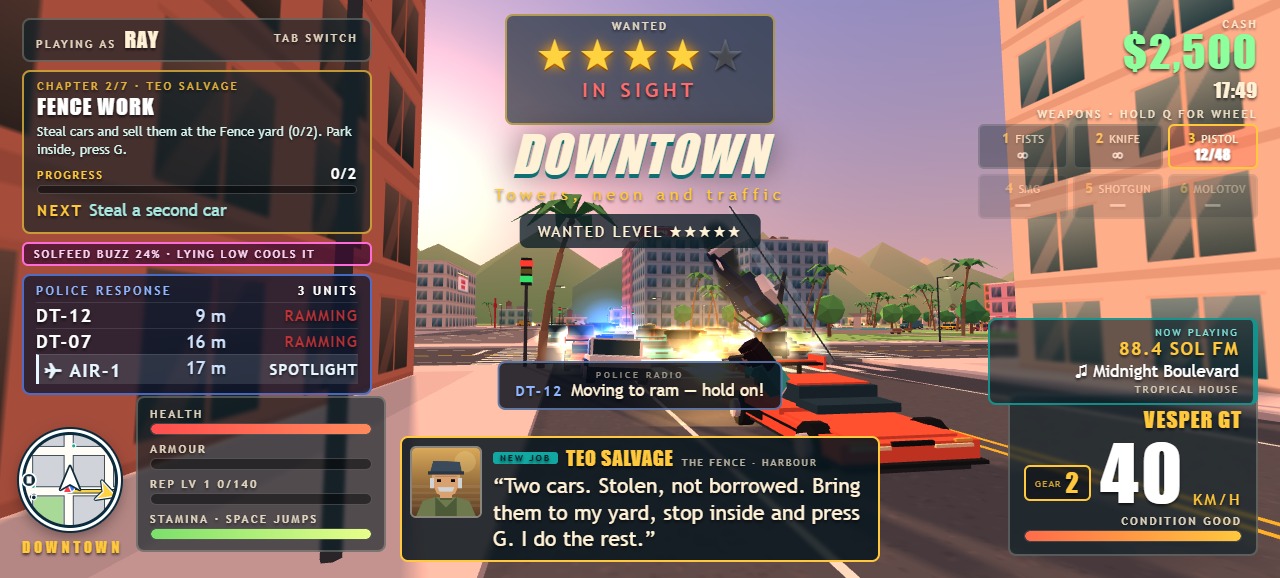 PLAYING AS RAY TAB SWITCH
CHAPTER 2/7 · TEO SALVAGE
FENCE WORK
Steal cars and sell them at the Fence yard (0/2). Park
inside, press G.
PROGRESS 0/2
NEXT Steal a second car
SOLFEED BUZZ 24% · LYING LOW COOLS IT
POLICE RESPONSE 3 UNITS
DT-12 9 m RAMMING
DT-07 16 m RAMMING
AIR-1 17 m SPOTLIGHT
HEALTH
ARMOUR
REP LV 1 0/140
STAMINA · SPACE JUMPS
DOWNTOWN
WANTED
IN SIGHT
DOWNTOWN
Towers, neon and traffic
WANTED LEVEL ★★★★★
POLICE RADIO
DT-12 Moving to ram — hold on!
NEW JOB TEO SALVAGE THE FENCE · HARBOUR
“Two cars. Stolen, not borrowed. Bring
them to my yard, stop inside and press
G. I do the rest.”
CASH
$2,500
17:49
WEAPONS · HOLD Q FOR WHEEL
1 FISTS 2 KNIFE 3 PISTOL
∞ ∞ 12/48
4 SMG 5 SHOTGUN 6 MOLOTOV
— — —
NOW PLAYING
88.4 SOL FM
♫ Midnight Boulevard
TROPICAL HOUSE
VESPER GT
GEAR 2 40 KM/H
CONDITION GOOD